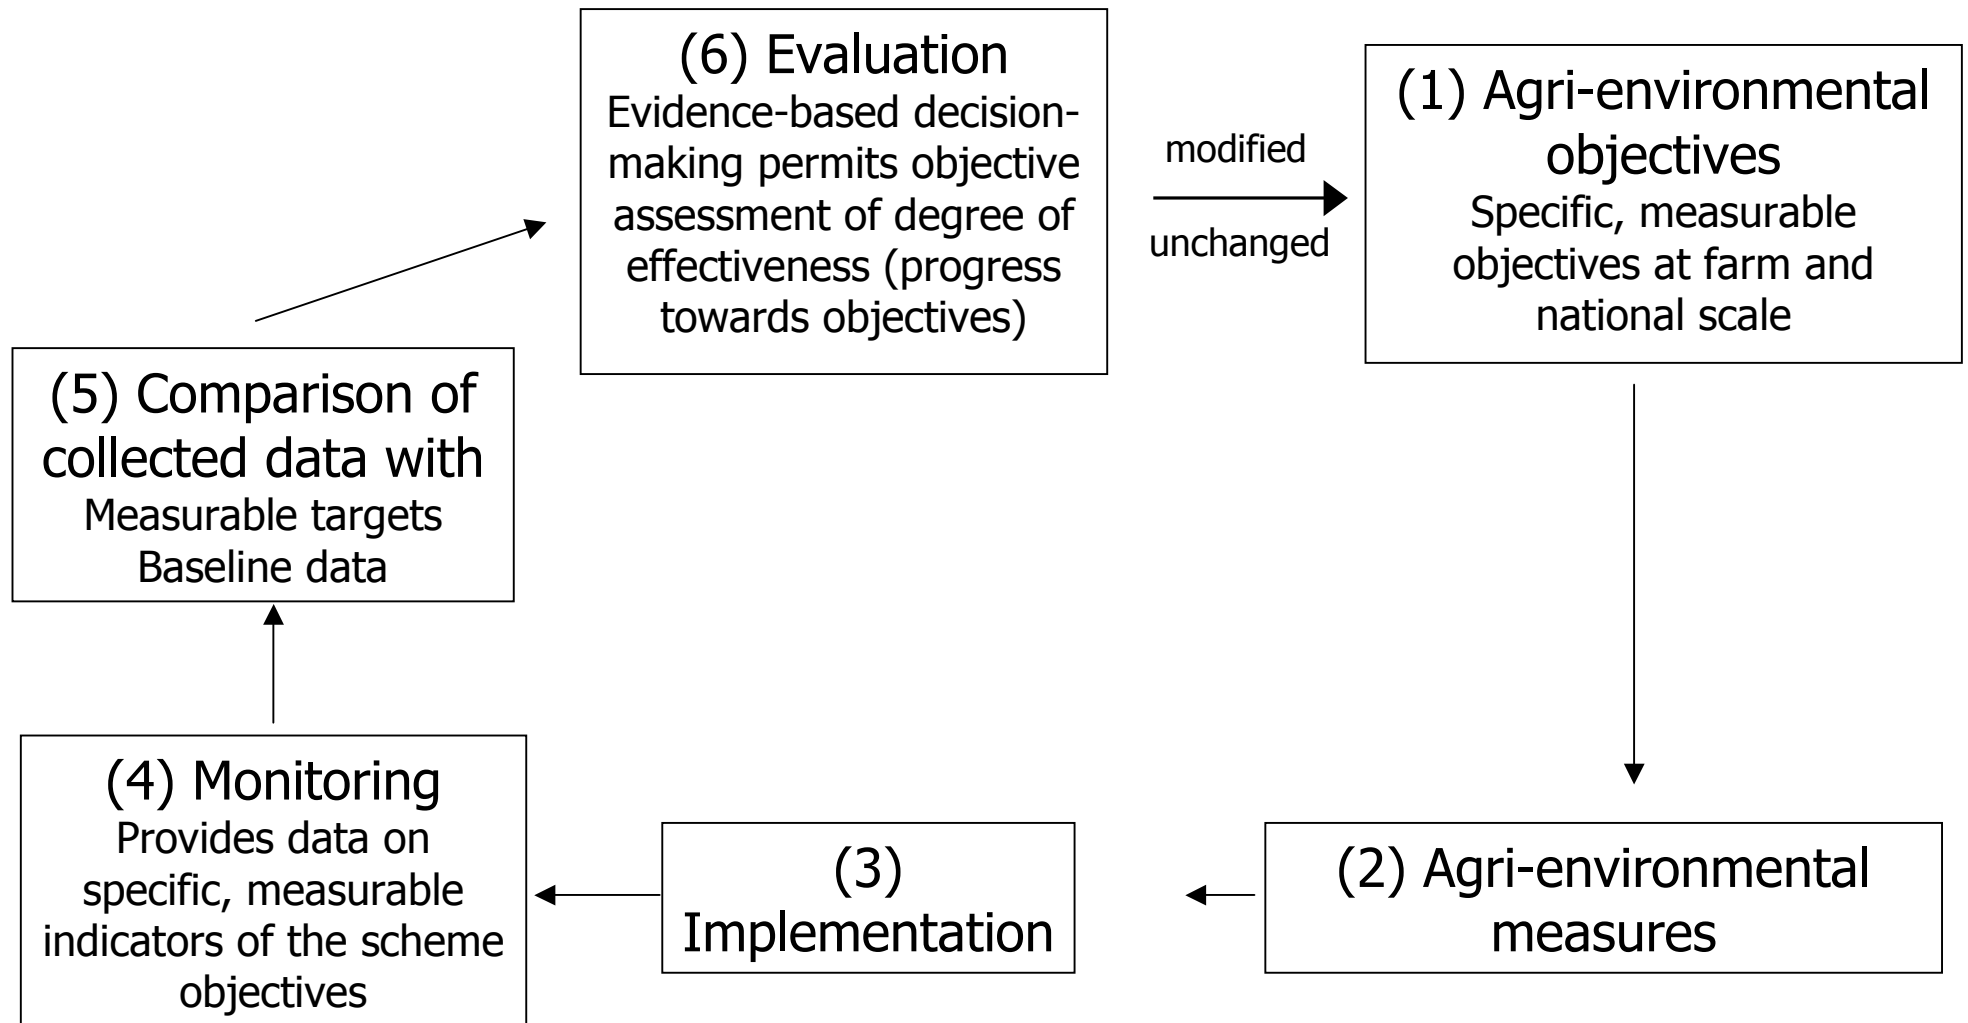 (6) Evaluation
Evidence-based decision-
making permits objective
assessment of degree of
effectiveness (progress
towards objectives)
modified
unchanged
(1) Agri-environmental
objectives
Specific, measurable
objectives at farm and
national scale
(5) Comparison of
collected data with
Measurable targets
Baseline data
(4) Monitoring
Provides data on
specific, measurable
indicators of the scheme
objectives
(3)
Implementation
(2) Agri-environmental
measures